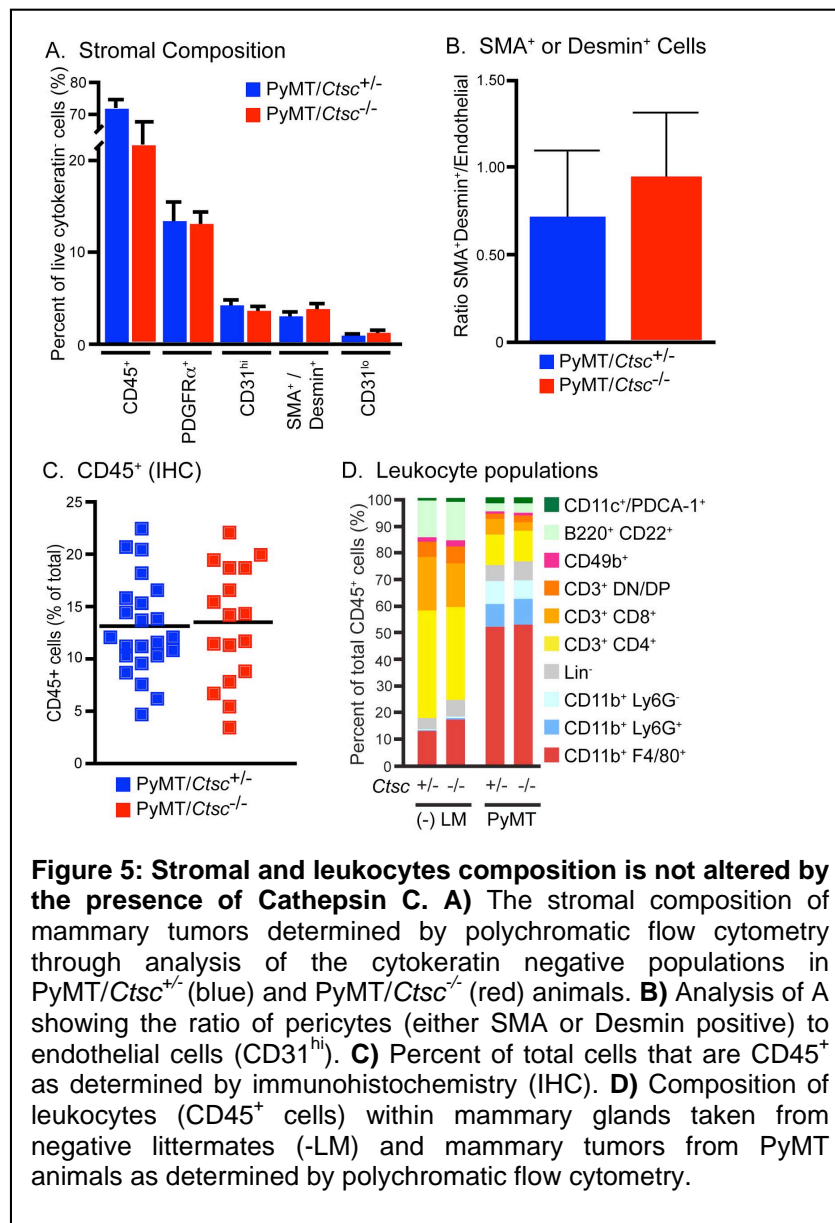 A. Stromal Composition
Percent of live cytokeratin⁻ cells (%)
80
70
20
10
0
PyMT/Ctsc⁺/⁻
PyMT/Ctsc⁻/⁻
CD45⁺
PDGFRα⁺
CD31ʰⁱ
SMA⁺ /
Desmin⁺
CD31ˡᵒ
B. SMA⁺ or Desmin⁺ Cells
Ratio SMA⁺Desmin⁺/Endothelial
1.50
1.00
0.50
0
PyMT/Ctsc⁺/⁻
PyMT/Ctsc⁻/⁻
C. CD45⁺ (IHC)
CD45+ cells (% of total)
25
20
15
10
5
0
PyMT/Ctsc⁺/⁻
PyMT/Ctsc⁻/⁻
D. Leukocyte populations
Percent of total CD45⁺ cells (%)
100
90
80
70
60
50
40
30
20
10
0
Ctsc +/- -/- +/- -/-
(-) LM PyMT
CD11c⁺/PDCA-1⁺
B220⁺ CD22⁺
CD49b⁺
CD3⁺ DN/DP
CD3⁺ CD8⁺
CD3⁺ CD4⁺
Lin⁻
CD11b⁺ Ly6G⁻
CD11b⁺ Ly6G⁺
CD11b⁺ F4/80⁺
Figure 5: Stromal and leukocytes composition is not altered by
the presence of Cathepsin C. A) The stromal composition of
mammary tumors determined by polychromatic flow cytometry
through analysis of the cytokeratin negative populations in
PyMT/Ctsc⁺/⁻ (blue) and PyMT/Ctsc⁻/⁻ (red) animals. B) Analysis of A
showing the ratio of pericytes (either SMA or Desmin positive) to
endothelial cells (CD31ʰⁱ). C) Percent of total cells that are CD45⁺
as determined by immunohistochemistry (IHC). D) Composition of
leukocytes (CD45⁺ cells) within mammary glands taken from
negative littermates (-LM) and mammary tumors from PyMT
animals as determined by polychromatic flow cytometry.